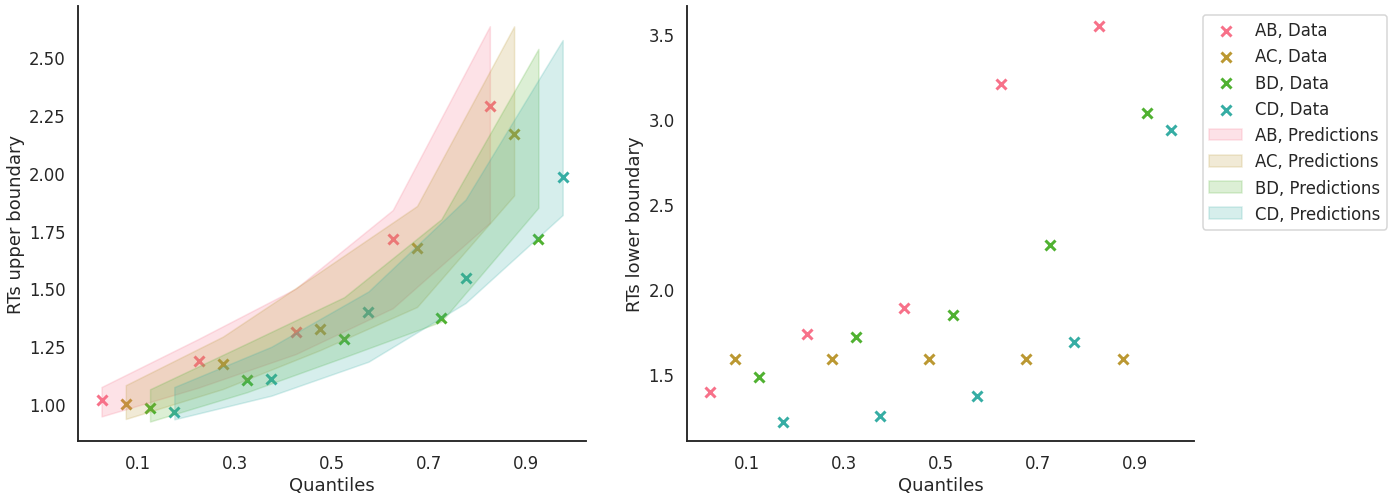 RTs upper boundary
2.50
2.25
2.00
1.75
1.50
1.25
1.00
0.1 0.3 0.5 0.7 0.9
Quantiles
RTs lower boundary
3.5
3.0
2.5
2.0
1.5
0.1 0.3 0.5 0.7 0.9
Quantiles
AB, Data
AC, Data
BD, Data
CD, Data
AB, Predictions
AC, Predictions
BD, Predictions
CD, Predictions